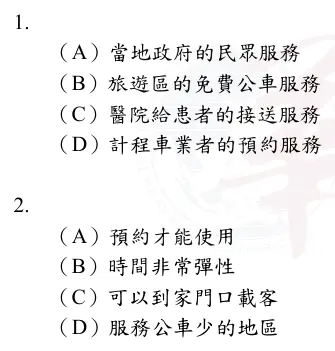 1.
（A）當地政府的民眾服務
（B）旅遊區的免費公車服務
（C）醫院給患者的接送服務
（D）計程車業者的預約服務
2.
（A）預約才能使用
（B）時間非常彈性
（C）可以到家門口載客
（D）服務公車少的地區